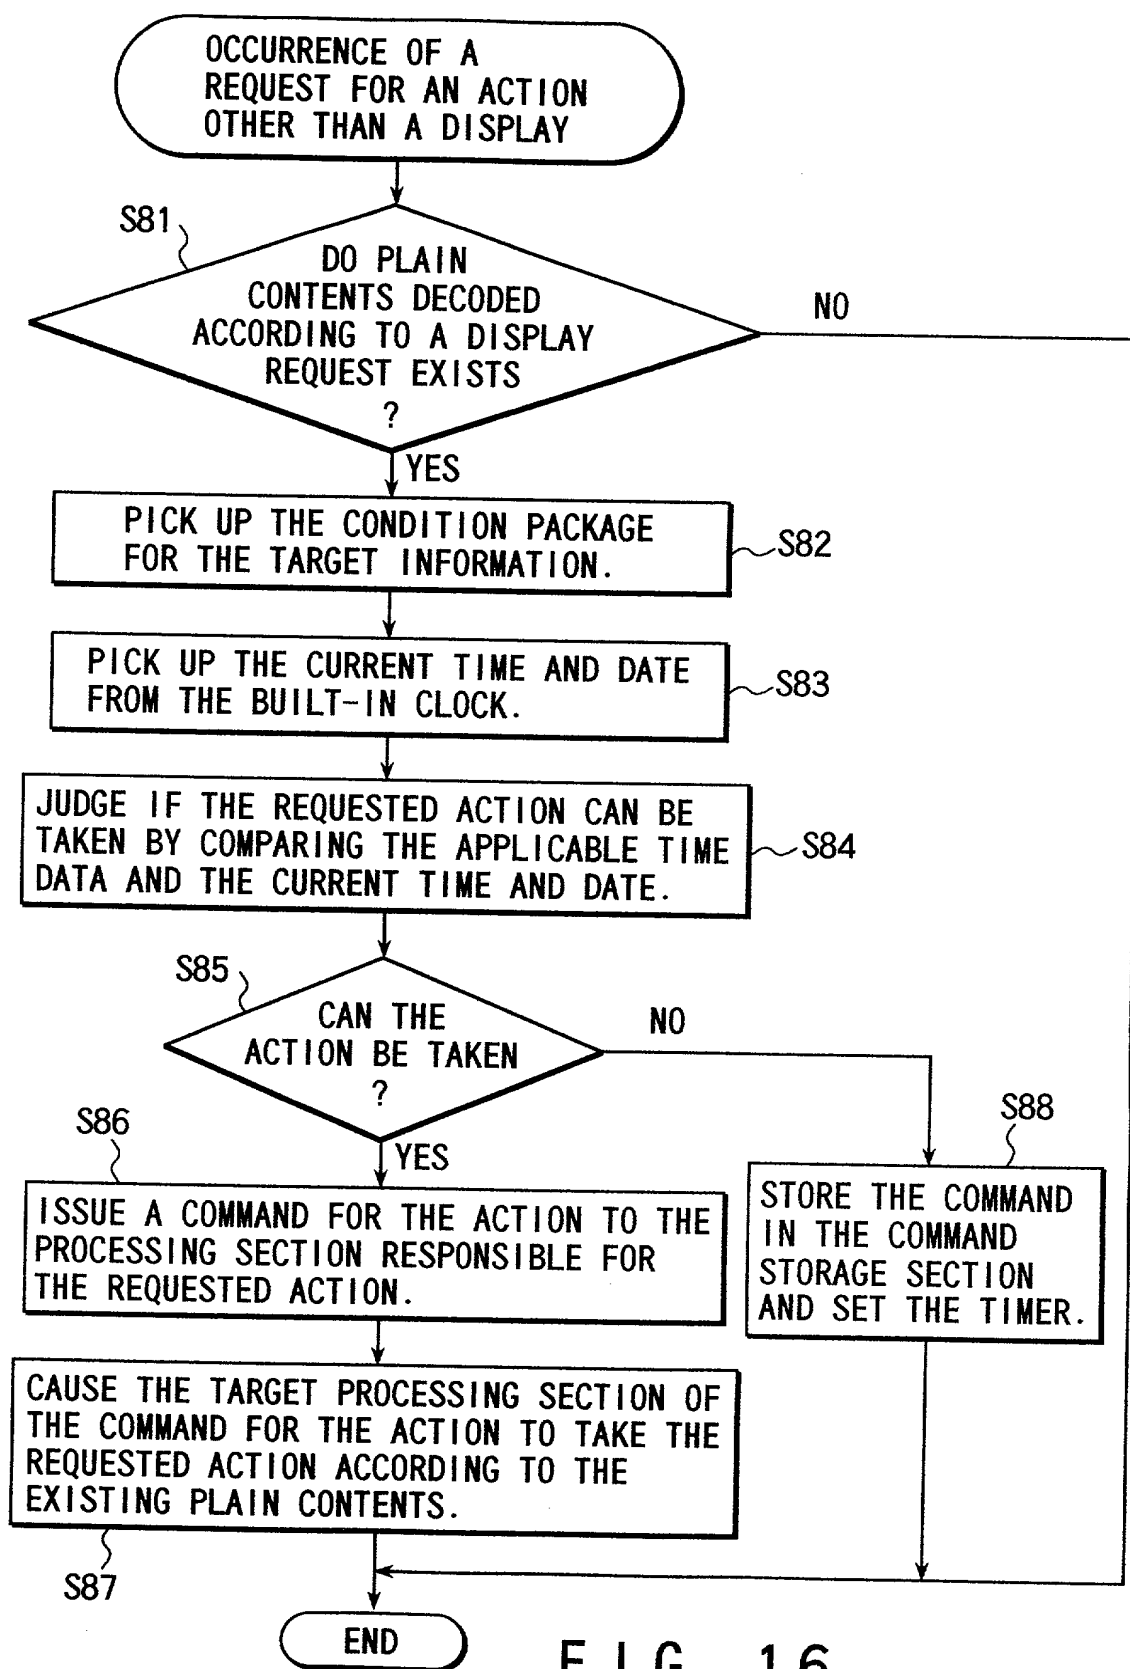 OCCURRENCE OF A
REQUEST FOR AN ACTION
OTHER THAN A DISPLAY
S81
DO PLAIN
CONTENTS DECODED
ACCORDING TO A DISPLAY
REQUEST EXISTS
?
NO
YES
PICK UP THE CONDITION PACKAGE
FOR THE TARGET INFORMATION.
S82
PICK UP THE CURRENT TIME AND DATE
FROM THE BUILT-IN CLOCK.
S83
JUDGE IF THE REQUESTED ACTION CAN BE
TAKEN BY COMPARING THE APPLICABLE TIME
DATA AND THE CURRENT TIME AND DATE.
S84
S85
CAN THE
ACTION BE TAKEN
?
NO
YES
S86
ISSUE A COMMAND FOR THE ACTION TO THE
PROCESSING SECTION RESPONSIBLE FOR
THE REQUESTED ACTION.
S88
STORE THE COMMAND
IN THE COMMAND
STORAGE SECTION
AND SET THE TIMER.
CAUSE THE TARGET PROCESSING SECTION OF
THE COMMAND FOR THE ACTION TO TAKE THE
REQUESTED ACTION ACCORDING TO THE
EXISTING PLAIN CONTENTS.
S87
END
FIG. 16